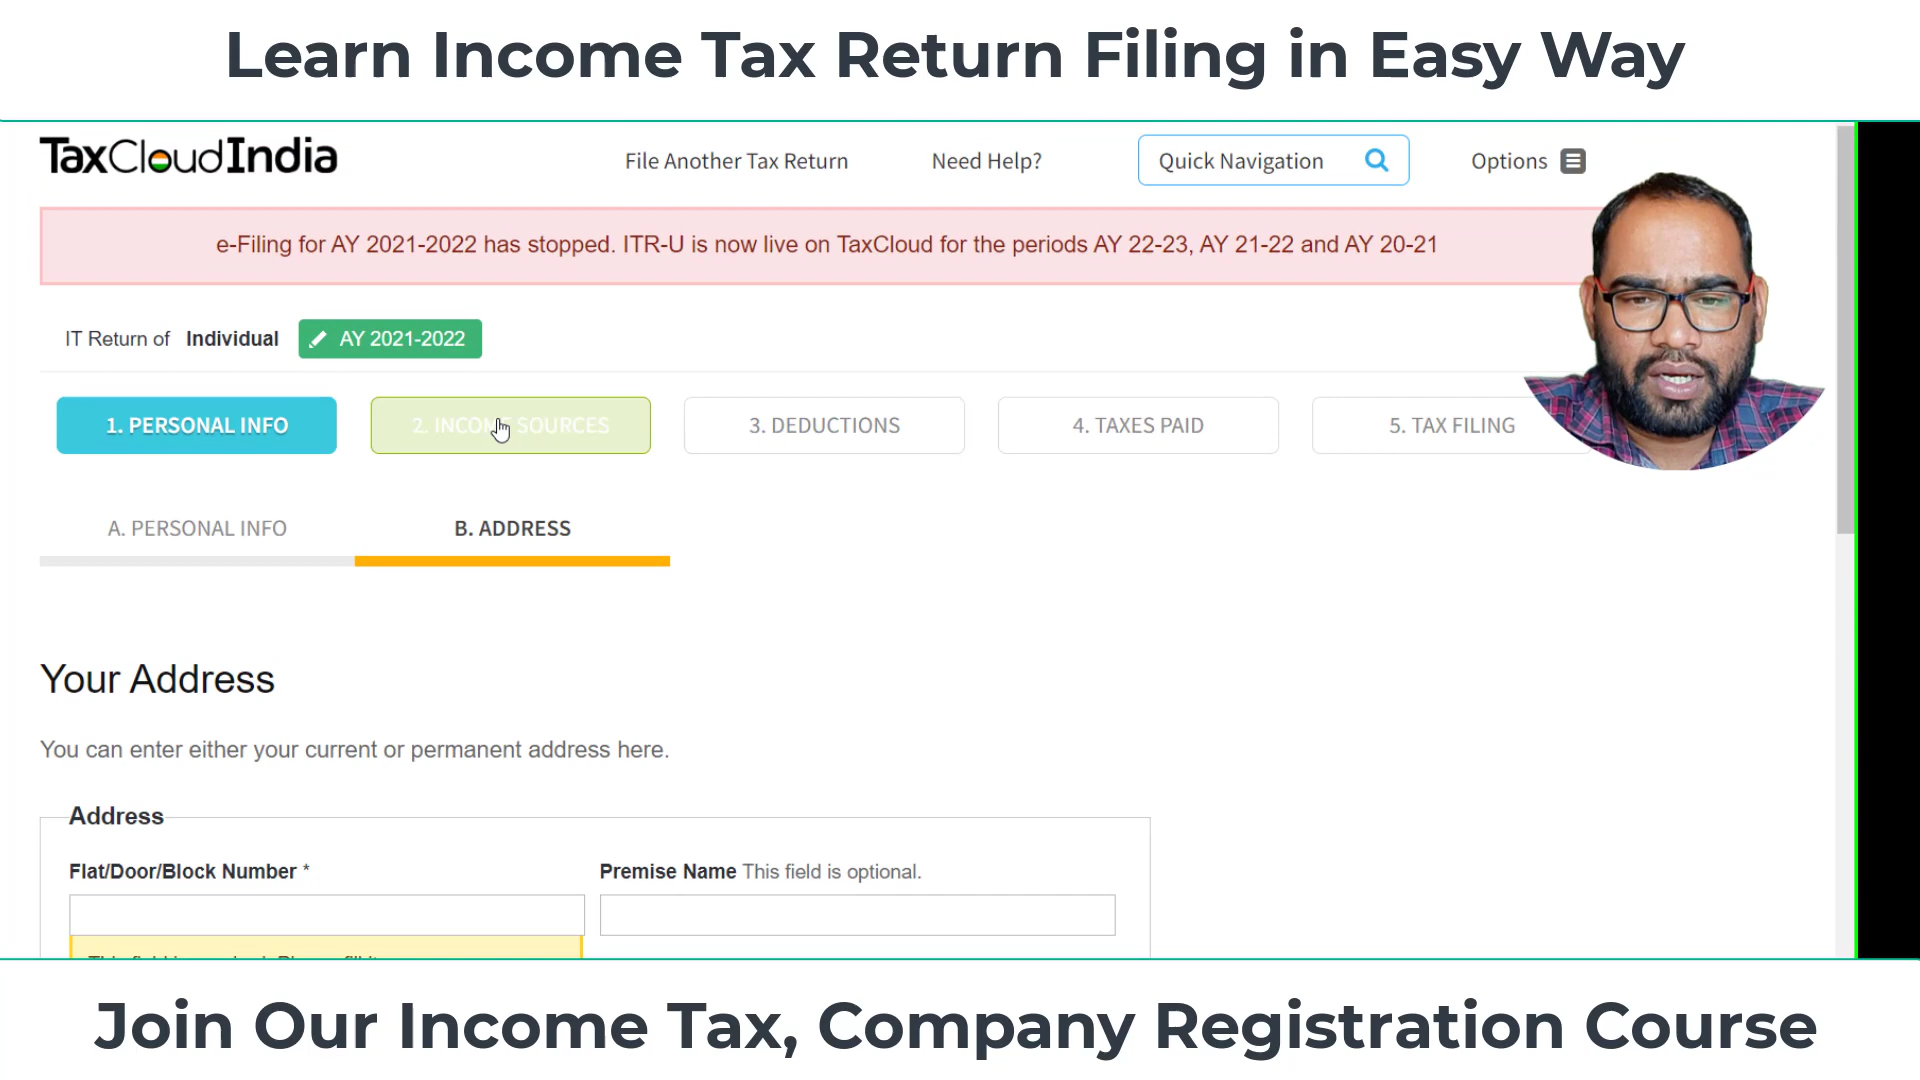 Learn Income Tax Return Filing in Easy Way
TaxCloudIndia
File Another Tax Return
Need Help?
Quick Navigation
Options
e-Filing for AY 2021-2022 has stopped. ITR-U is now live on TaxCloud for the periods AY 22-23, AY 21-22 and AY 20-21
IT Return of Individual
AY 2021-2022
1. PERSONAL INFO
2. INCOME SOURCES
3. DEDUCTIONS
4. TAXES PAID
5. TAX FILING
A. PERSONAL INFO
B. ADDRESS
Your Address
You can enter either your current or permanent address here.
Address
Flat/Door/Block Number *
Premise Name This field is optional.
Join Our Income Tax, Company Registration Course